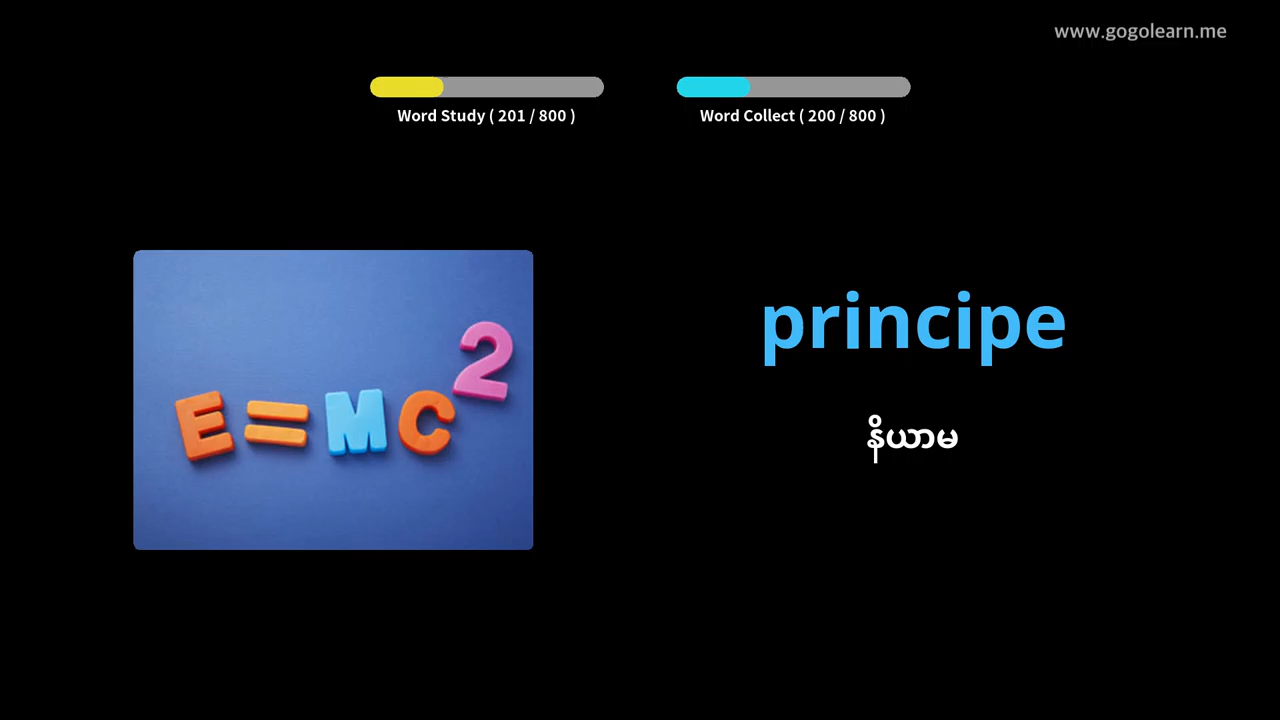 www.gogolearn.me
Word Study ( 201 / 800 )
Word Collect ( 200 / 800 )
E=MC2
principe
နိယာမ